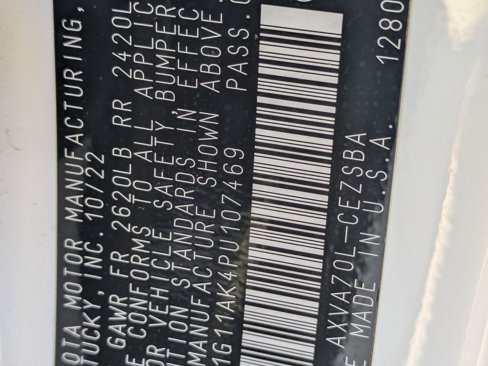 OTA MOTOR MANUFACTURING,
TUCKY, INC. 10/22
GAWR FR 2620LB RR 2420L
E CONFORMS TO ALL APPLIC
OR VEHICLE SAFETY, BUMPER
NTION STANDARDS IN EFFEC
MANUFACTURE SHOWN ABOVE.
1G11AK4PU107469 PASS.C
AXVA70L-CEZSBA 1280
E MADE IN U.S.A.